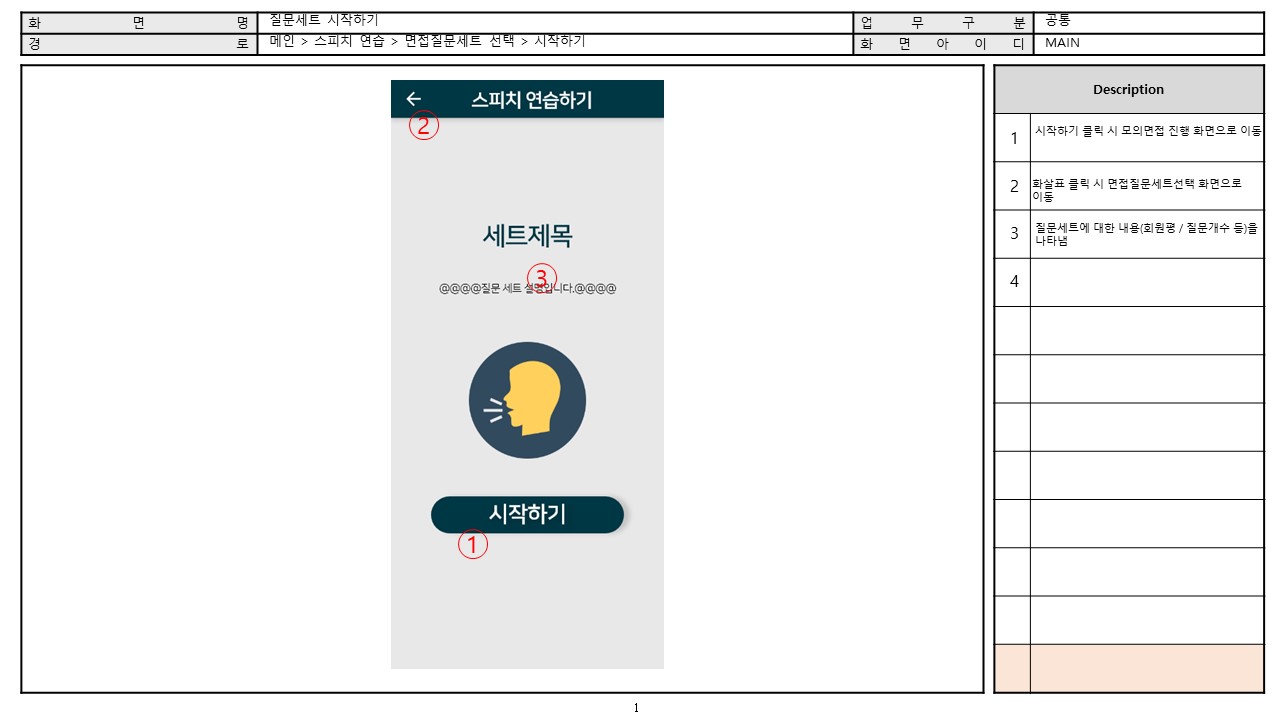 화 면 명 질문세트 시작하기 업 무 구 분 공통
경 로 메인 > 스피치 연습 > 면접질문세트 선택 > 시작하기 화 면 아 이 디 MAIN
스피치 연습하기
②
세트제목
③
@@@@질문 세트 설명입니다.@@@@
시작하기
①
Description
1 시작하기 클릭 시 모의면접 진행 화면으로 이동
2 화살표 클릭 시 면접질문세트선택 화면으로
이동
3 질문세트에 대한 내용(회원평 / 질문개수 등)을
나타냄
4
1